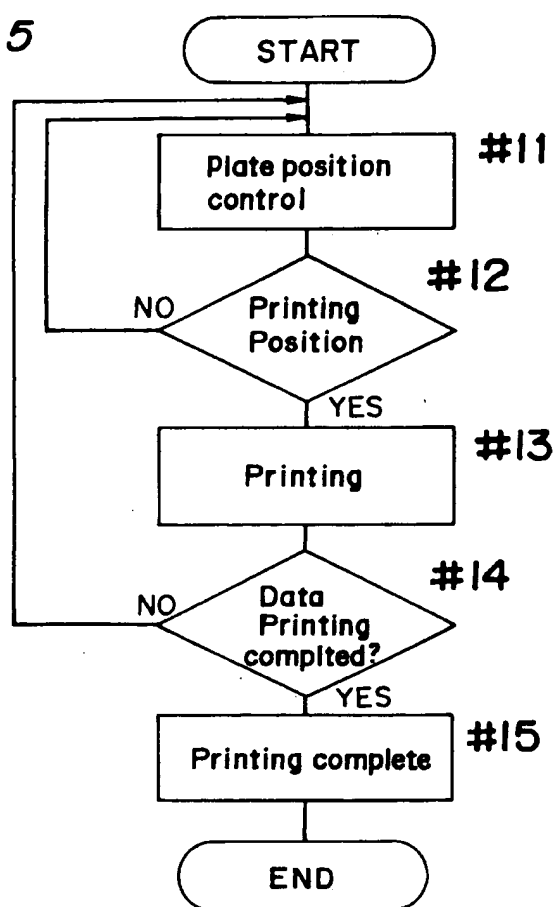 5
START
#11
Plate position
control
#12
NO
Printing
Position
YES
#13
Printing
#14
NO
Data
Printing
complted?
YES
#15
Printing complete
END